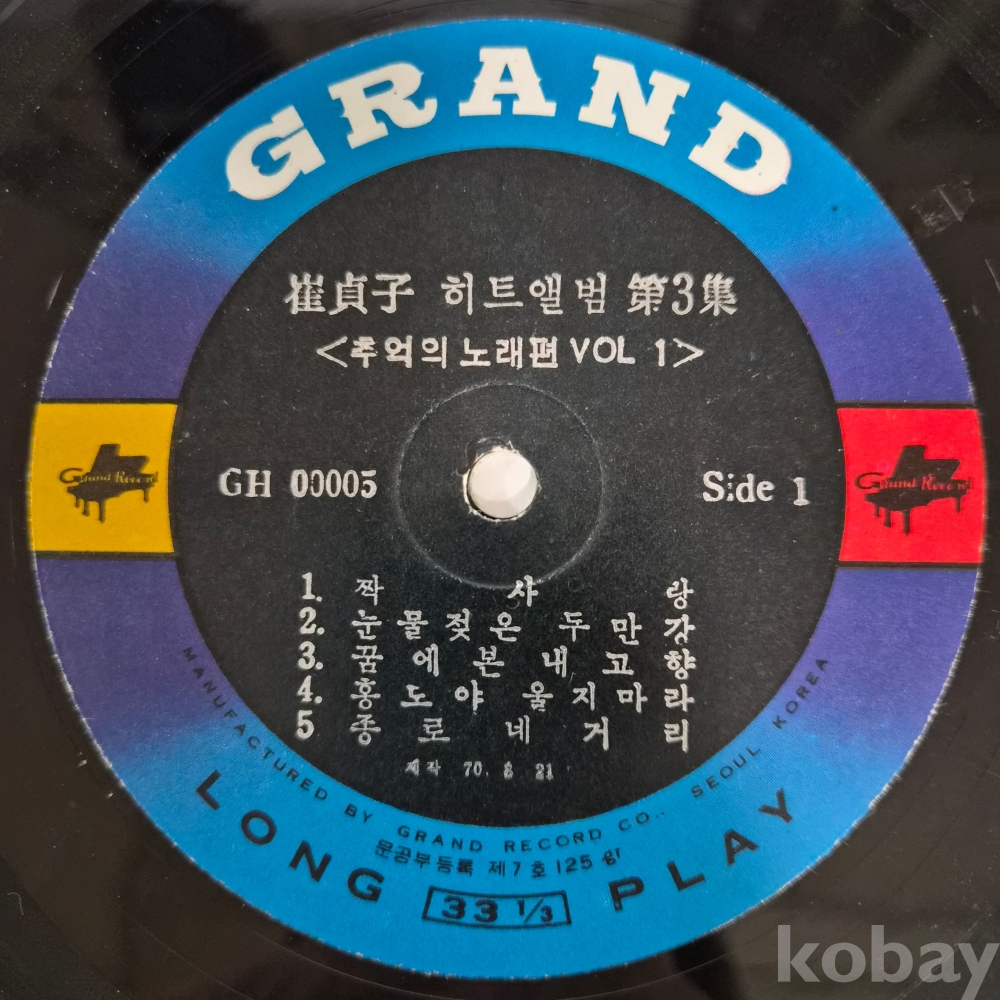 GRAND
崔貞子 히트앨범 第3集
<추억의 노래편 VOL 1>
Grand Record
Grand Record
GH 00005
Side 1
1. 짝 사 랑
2. 눈 물 젖 은 두 만 강
3. 꿈 에 본 내 고 향
4. 홍 도 야 울 지 마 라
5 종 로 네 거 리
제작 70. 8 21
MANUFACTURED BY GRAND RECORD CO., SEOUL KOREA
문공부등록 제7호 125g
LONG 33 1/3 PLAY
kobay